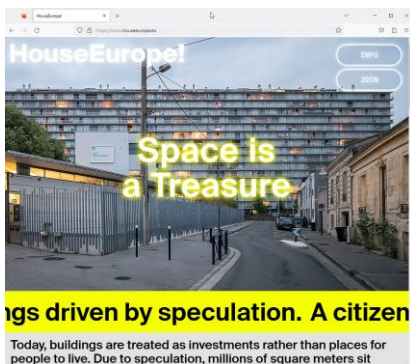 HouseEurope!
HouseEurope!
INFO
JOIN
Space is
a Treasure
ngs driven by speculation. A citizen
Today, buildings are treated as investments rather than places for
people to live. Due to speculation, millions of square meters sit